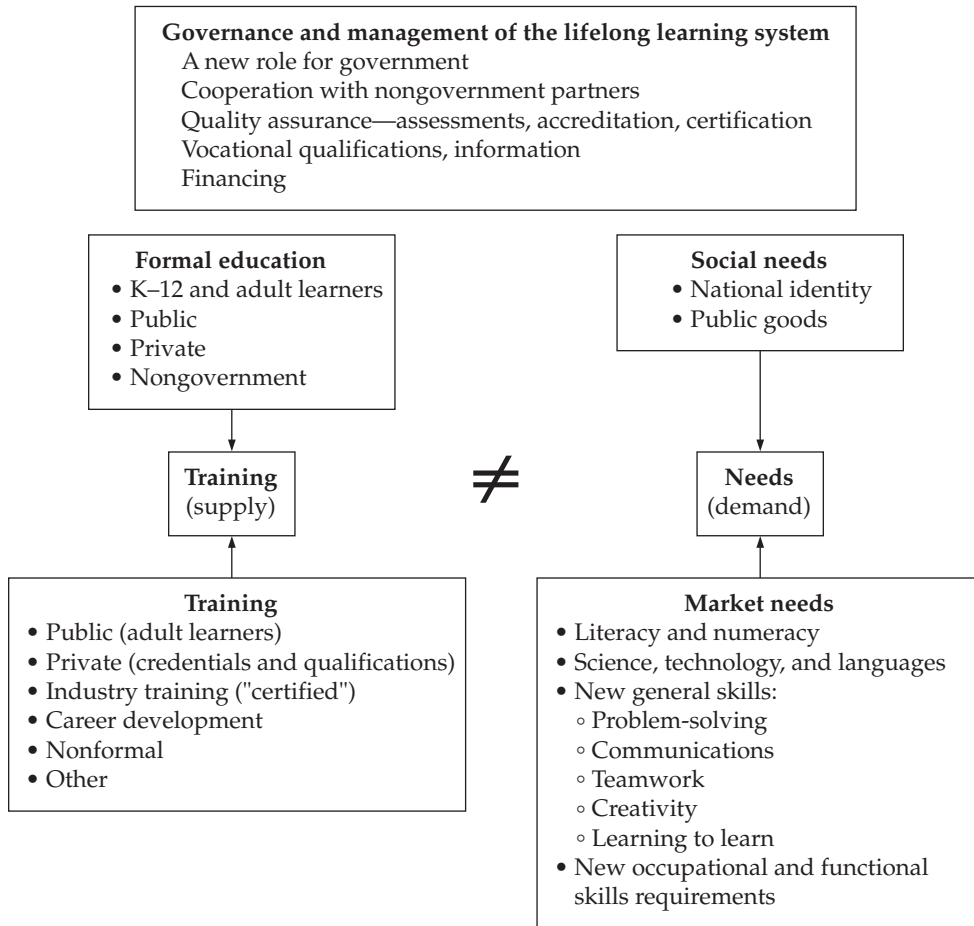 Governance and management of the lifelong learning system
A new role for government
Cooperation with nongovernment partners
Quality assurance—assessments, accreditation, certification
Vocational qualifications, information
Financing
Formal education
• K–12 and adult learners
• Public
• Private
• Nongovernment
Social needs
• National identity
• Public goods
Training
(supply)
≠
Needs
(demand)
Training
• Public (adult learners)
• Private (credentials and qualifications)
• Industry training ("certified")
• Career development
• Nonformal
• Other
Market needs
• Literacy and numeracy
• Science, technology, and languages
• New general skills:
◦ Problem-solving
◦ Communications
◦ Teamwork
◦ Creativity
◦ Learning to learn
• New occupational and functional
skills requirements